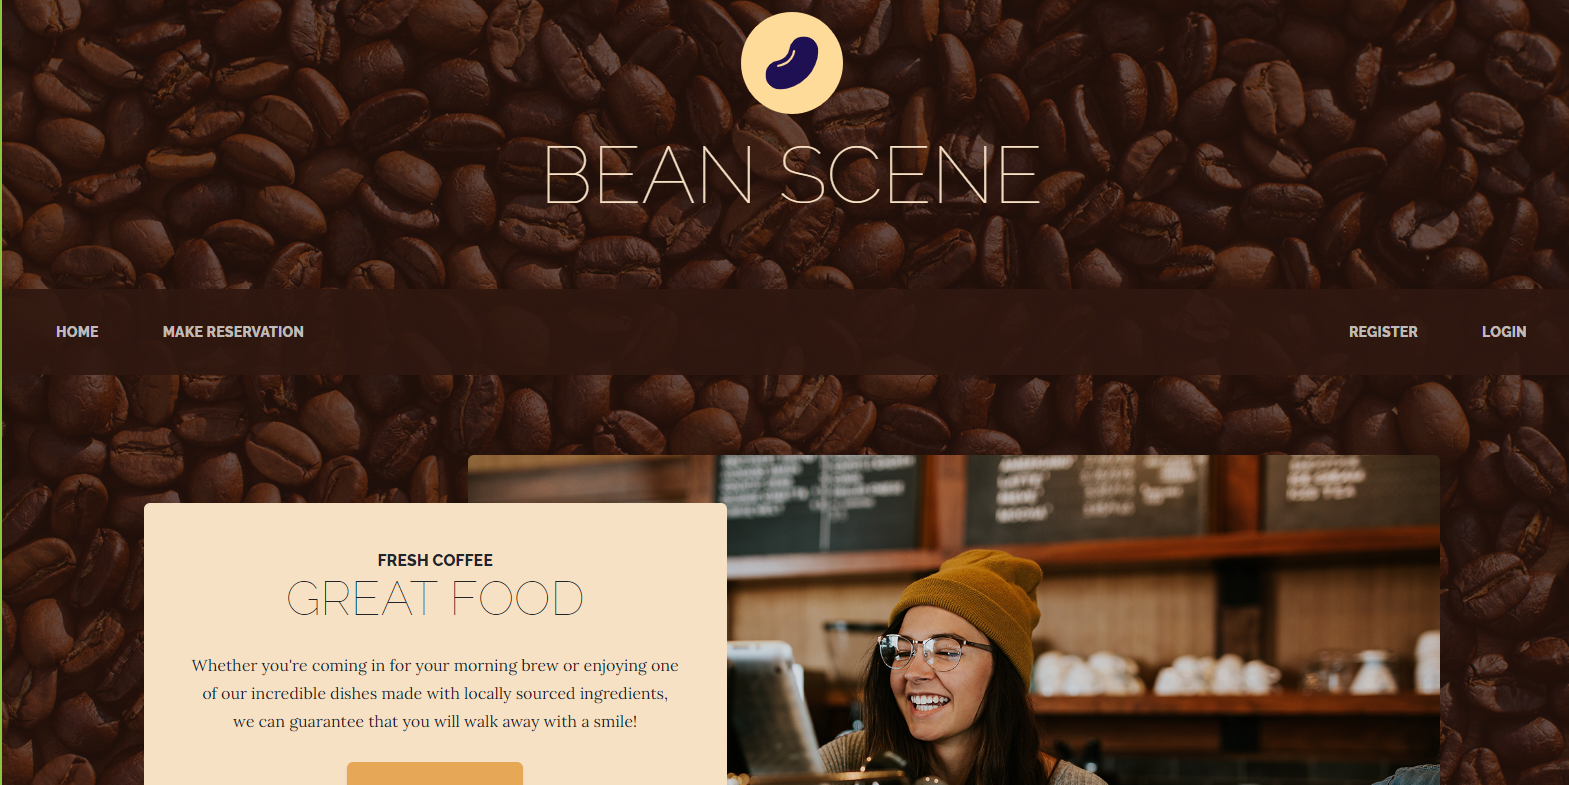 BEAN SCENE
HOME MAKE RESERVATION REGISTER LOGIN
FRESH COFFEE
GREAT FOOD
Whether you're coming in for your morning brew or enjoying one
of our incredible dishes made with locally sourced ingredients,
we can guarantee that you will walk away with a smile!